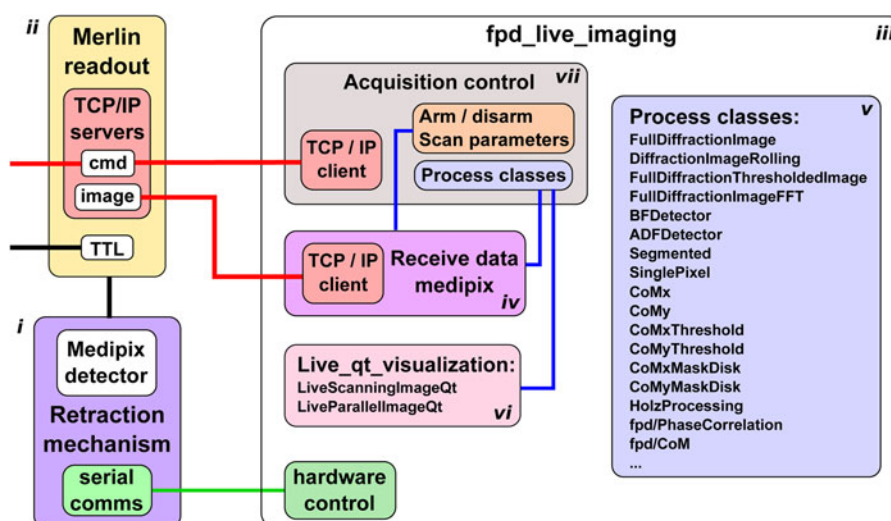 ii
Merlin
readout
TCP/IP
servers
cmd
image
TTL
i
Medipix
detector
Retraction
mechanism
serial
comms
fpd_live_imaging
iii
Acquisition control
vii
Arm / disarm
Scan parameters
TCP / IP
client
Process classes
TCP / IP
client
Receive data
medipix
iv
Live_qt_visualization:
LiveScanningImageQt
LiveParallelImageQt
vi
hardware
control
Process classes:
v
FullDiffractionImage
DiffractionImageRolling
FullDiffractionThresholdedImage
FullDiffractionImageFFT
BFDetector
ADFDetector
Segmented
SinglePixel
CoMx
CoMy
CoMxThreshold
CoMyThreshold
CoMxMaskDisk
CoMyMaskDisk
HolzProcessing
fpd/PhaseCorrelation
fpd/CoM
...